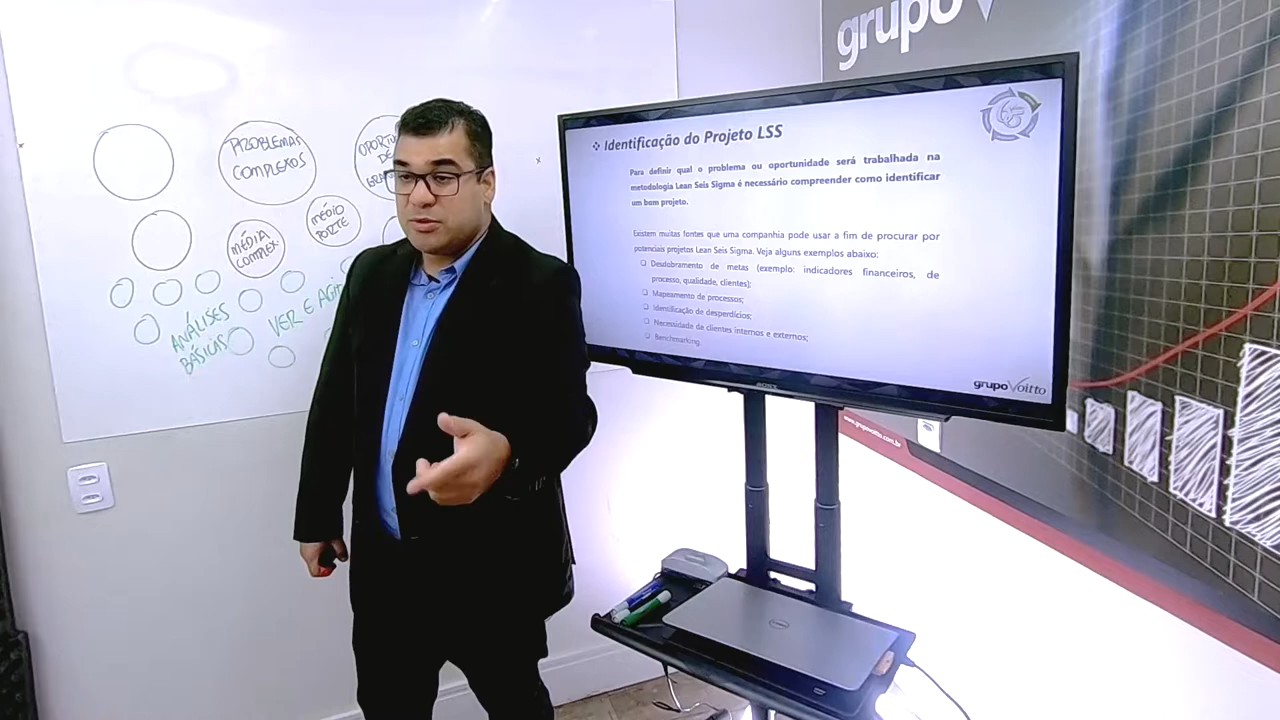 grupoV
PROBLEMAS
COMPLEXOS
OPORTU
DE
MÉDIO
PORTE
MÉDIA
COMPLEX.
ANÁLISES
BÁSICAS
VER E AGI
❖ Identificação do Projeto LSS
Para definir qual o problema ou oportunidade será trabalhada na
metodologia Lean Seis Sigma é necessário compreender como identificar
um bom projeto.
Existem muitas fontes que uma companhia pode usar a fim de procurar por
potenciais projetos Lean Seis Sigma. Veja alguns exemplos abaixo:
❑ Desdobramento de metas (exemplo: indicadores financeiros, de
processo, qualidade, clientes);
❑ Mapeamento de processos;
❑ Identificação de desperdícios;
❑ Necessidade de clientes internos e externos;
❑ Benchmarking.
grupoVoitto
SONY
www.grupovoitto.com.br